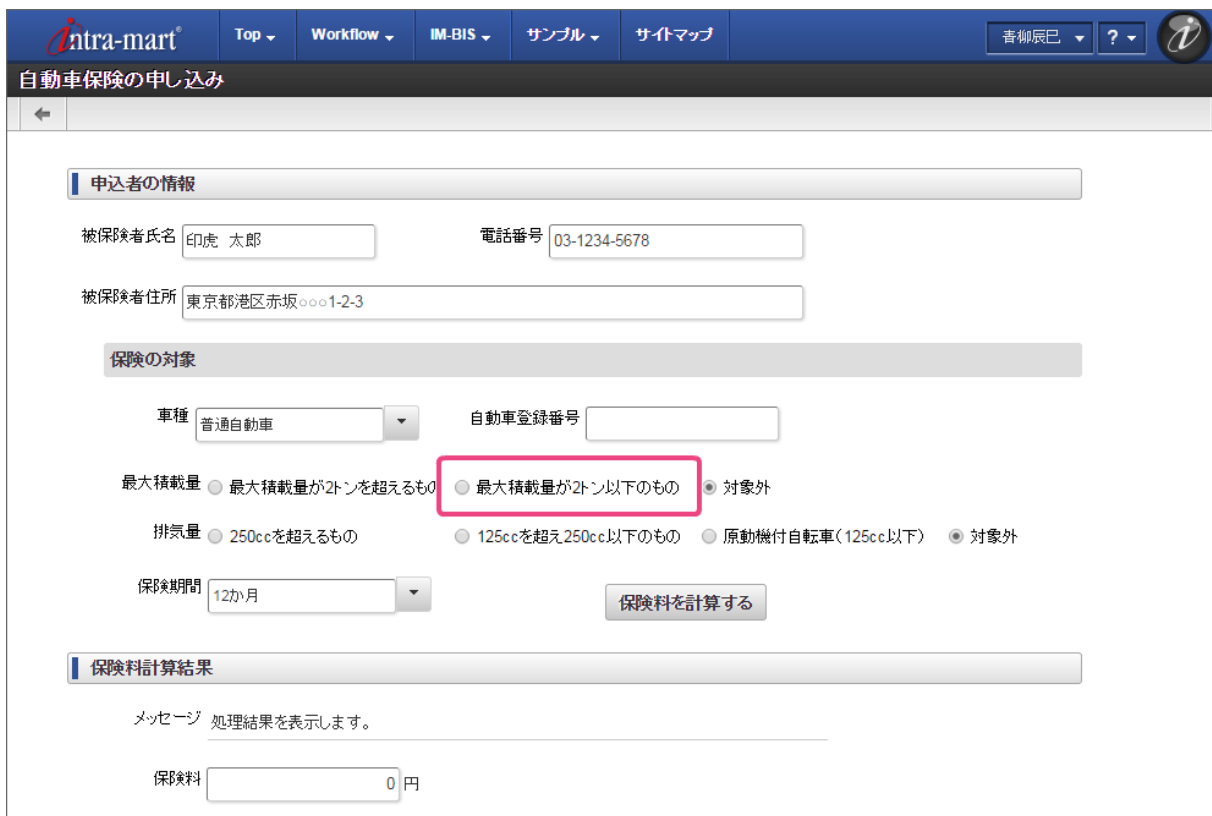 intra-mart® Top Workflow IM-BIS サンプル サイトマップ 青柳辰巳 ?
自動車保険の申し込み
申込者の情報
被保険者氏名 印虎 太郎 電話番号 03-1234-5678
被保険者住所 東京都港区赤坂○○○1-2-3
保険の対象
車種 普通自動車 自動車登録番号
最大積載量 最大積載量が2トンを超えるもの 最大積載量が2トン以下のもの 対象外
排気量 250ccを超えるもの 125ccを超え250cc以下のもの 原動機付自転車(125cc以下) 対象外
保険期間 12か月 保険料を計算する
保険料計算結果
メッセージ 処理結果を表示します。
保険料 0 円